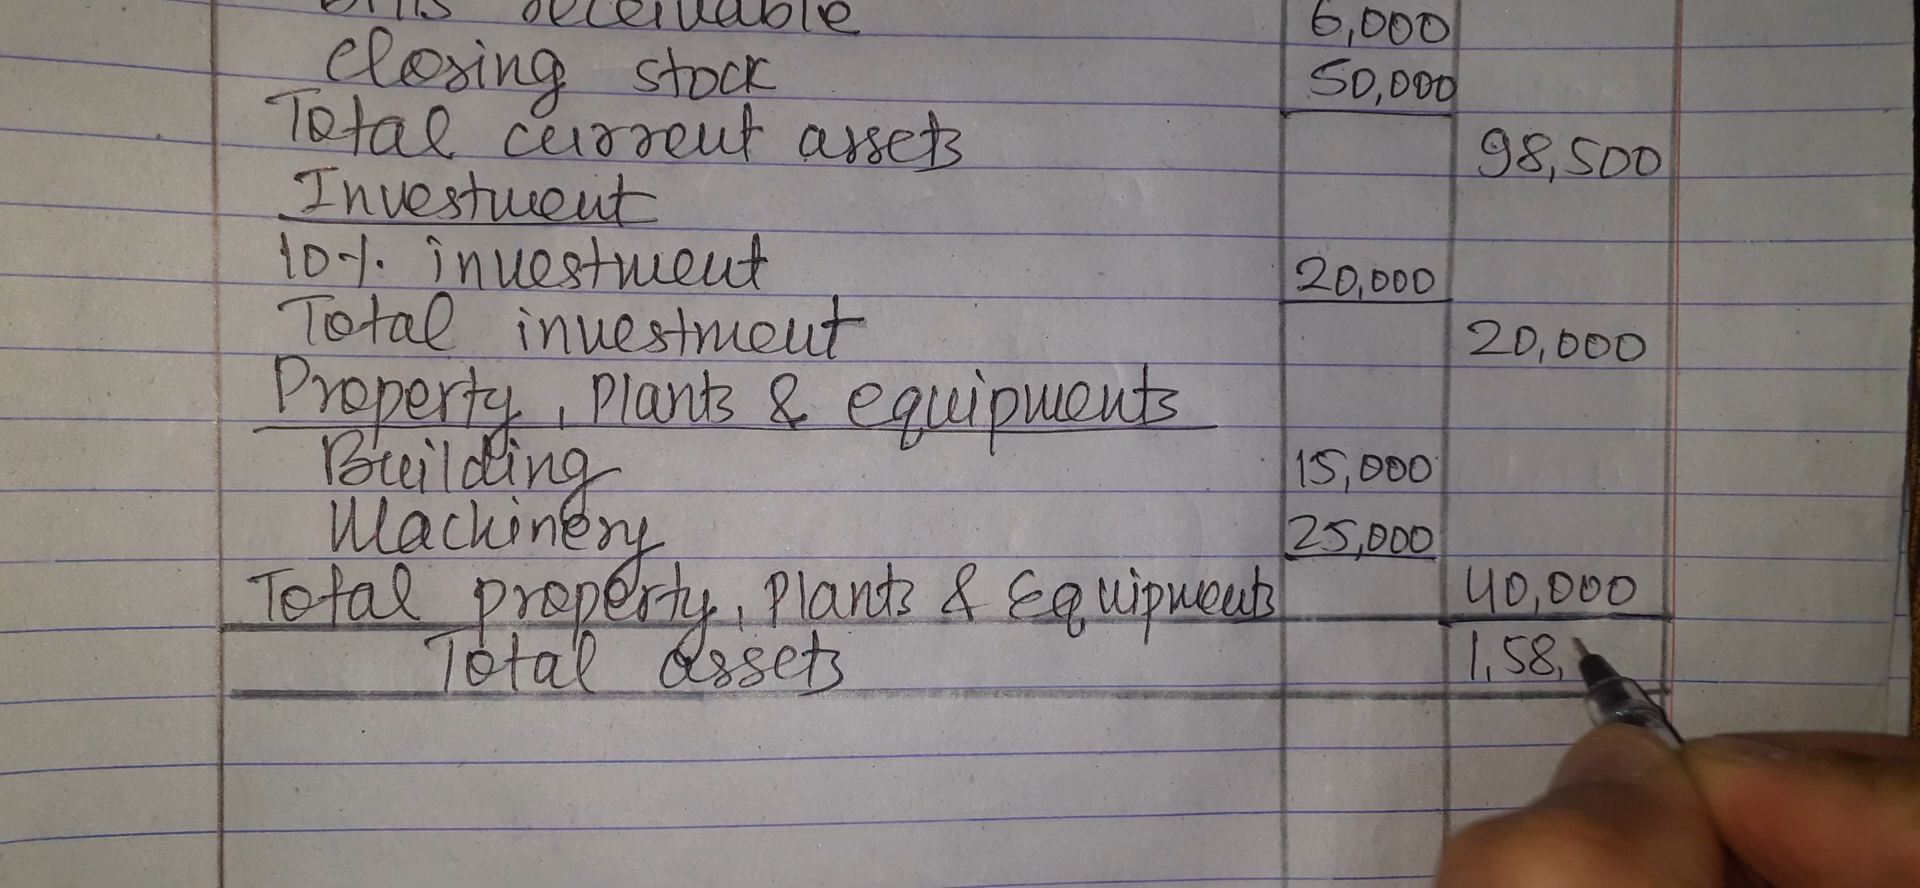 Bills receivable 6,000
Closing stock 50,000
Total current assets 98,500
Investment
10% investment 20,000
Total investment 20,000
Property, Plants & equipments
Building 15,000
Machinery 25,000
Total property, Plants & Equipments 40,000
Total assets 1,58,